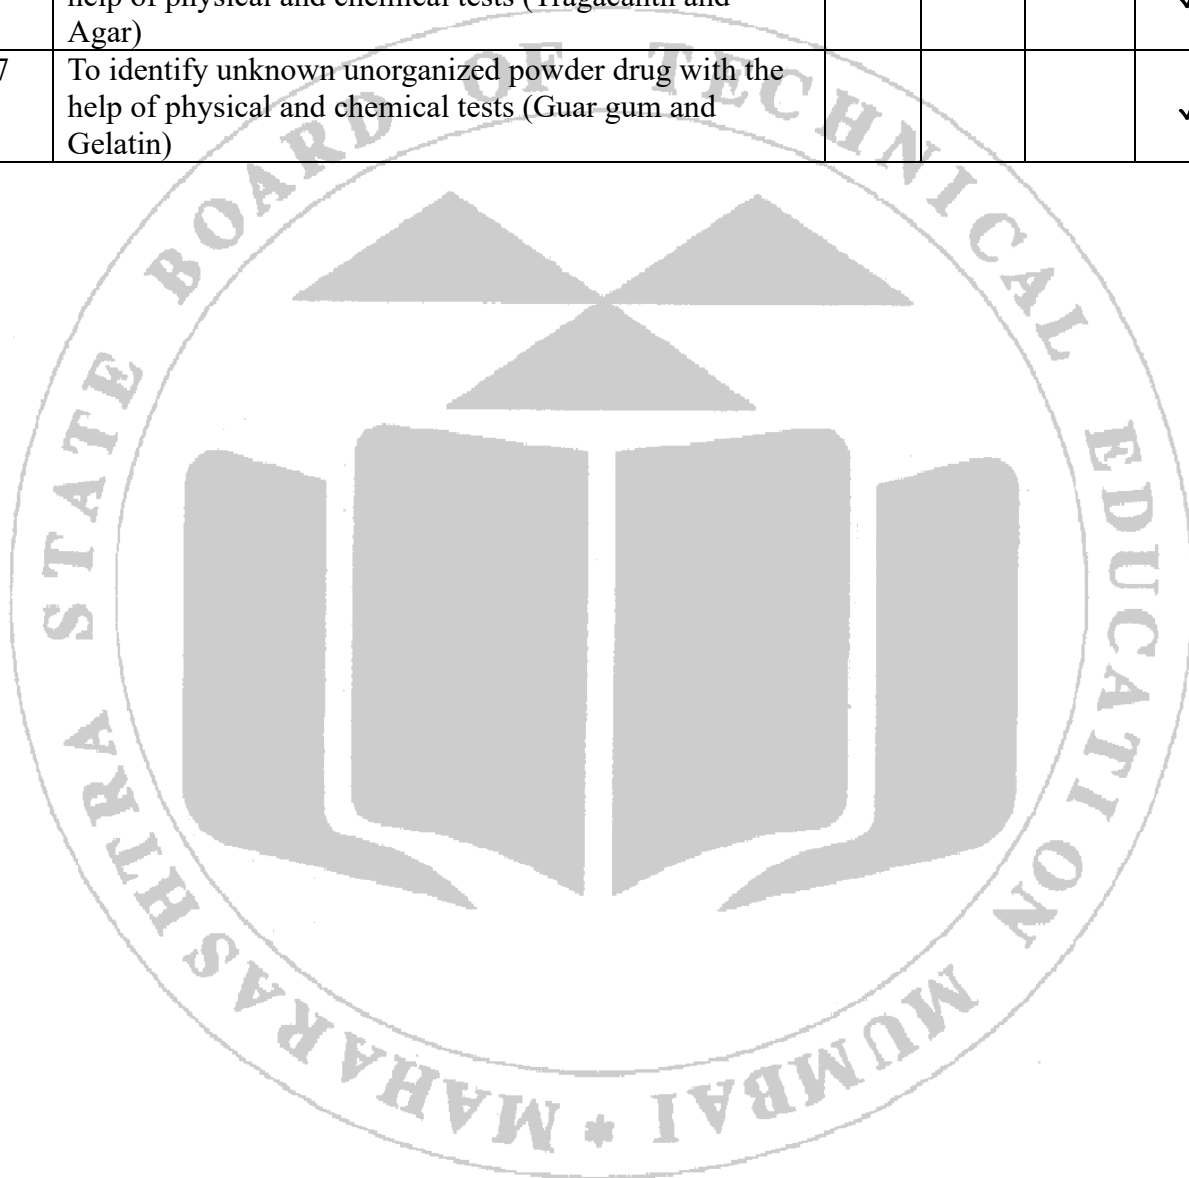 help of physical and chemical tests (Tragacanth and
Agar)
7
To identify unknown unorganized powder drug with the
help of physical and chemical tests (Guar gum and
Gelatin)
✓
✓
MAHARASHTRA STATE BOARD OF TECHNICAL EDUCATION MUMBAI *